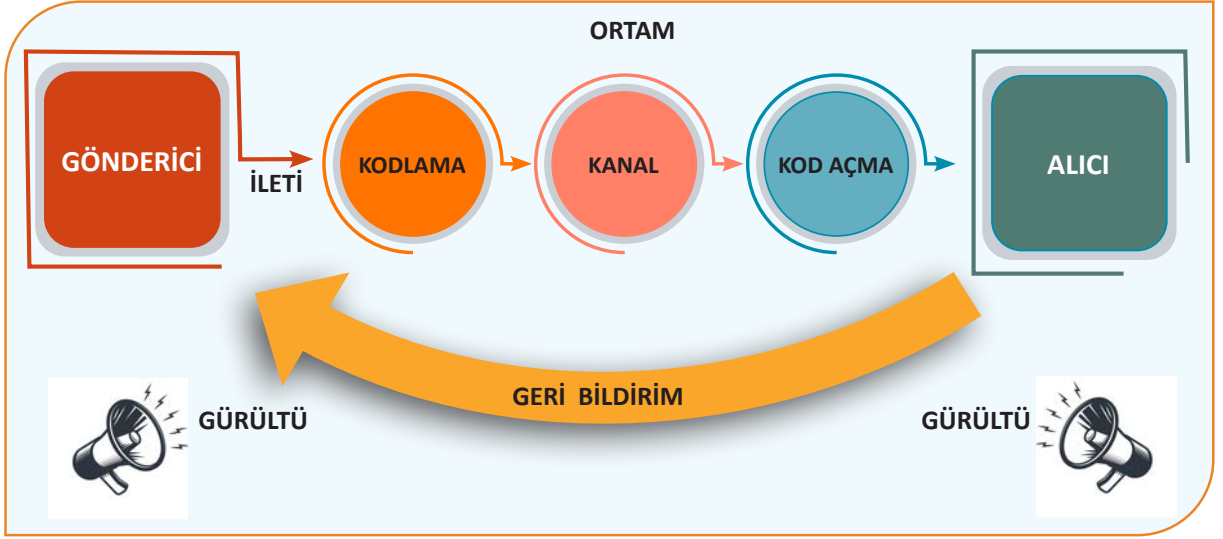 ORTAM
GÖNDERİCİ
İLETİ
KODLAMA
KANAL
KOD AÇMA
ALICI
GERİ BİLDİRİM
GÜRÜLTÜ
GÜRÜLTÜ